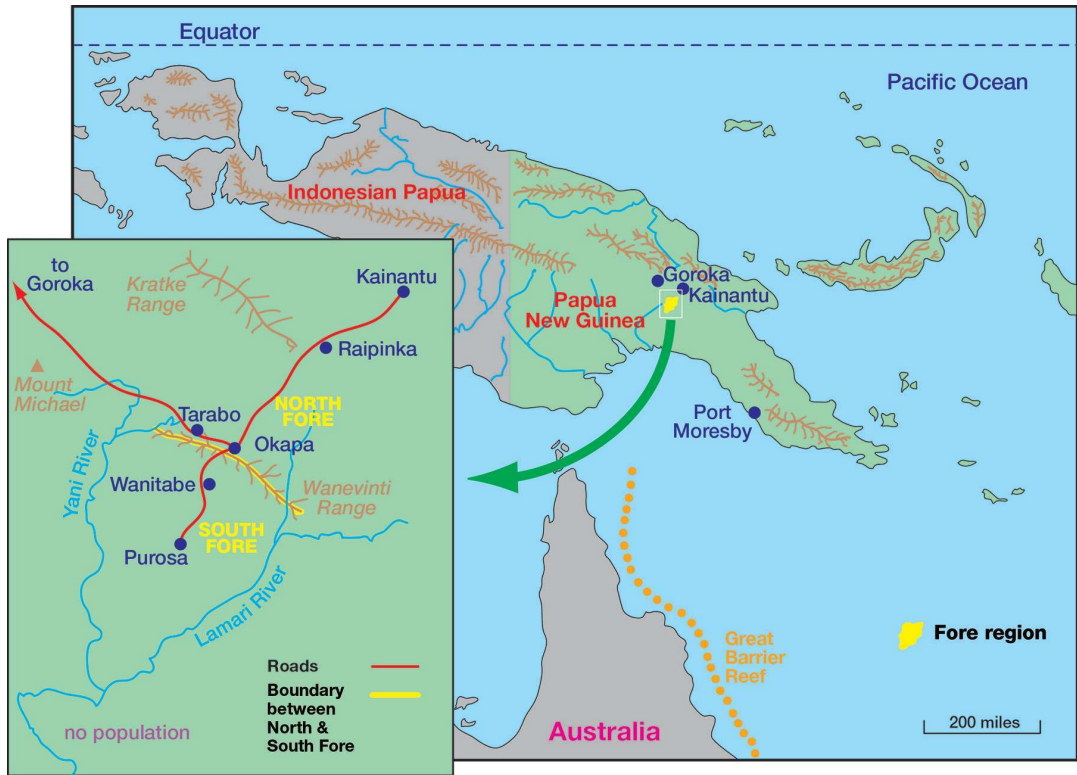 Equator
Pacific Ocean
Indonesian Papua
Goroka
Kainantu
Papua
New Guinea
Port
Moresby
Great
Barrier
Reef
Fore region
Australia
200 miles
to
Goroka
Kratke
Range
Kainantu
Raipinka
Mount
Michael
Tarabo
NORTH
FORE
Okapa
Yani River
Wanitabe
Wanevinti
Range
SOUTH
FORE
Purosa
Lamari River
Roads
Boundary
between
North &
South Fore
no population